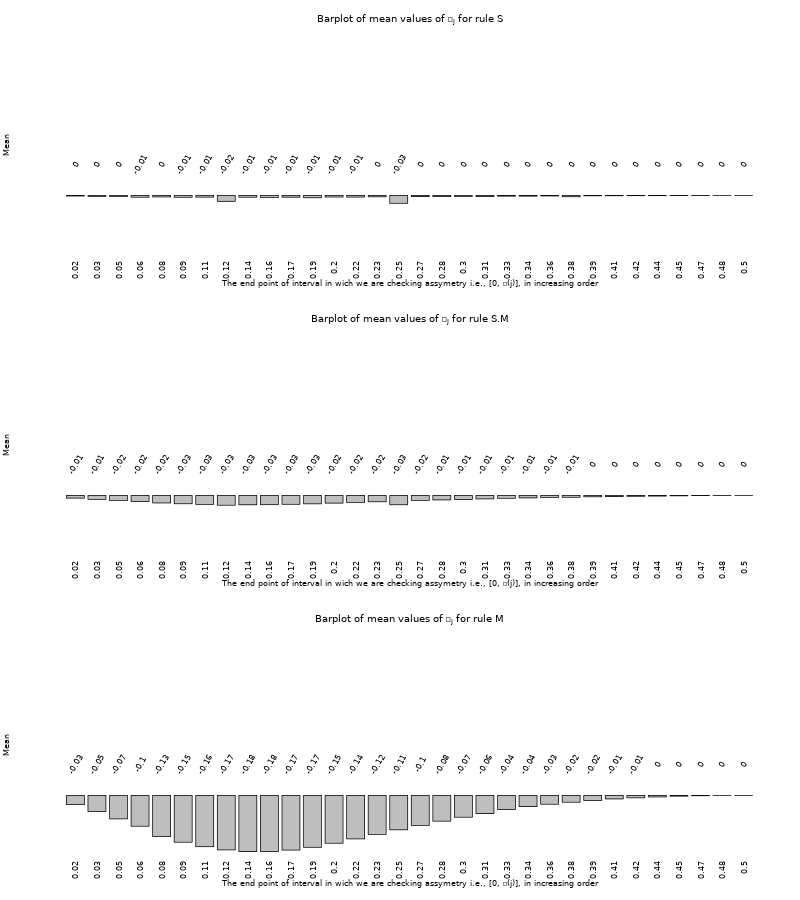 Barplot of mean values of □j for rule S
Mean
0 0 0 -0.01 0 -0.01 -0.01 -0.02 -0.01 -0.01 -0.01 -0.01 -0.01 -0.01 0 -0.03 0 0 0 0 0 0 0 0 0 0 0 0 0 0 0 0
0.02 0.03 0.05 0.06 0.08 0.09 0.11 0.12 0.14 0.16 0.17 0.19 0.2 0.22 0.23 0.25 0.27 0.28 0.3 0.31 0.33 0.34 0.36 0.38 0.39 0.41 0.42 0.44 0.45 0.47 0.48 0.5
The end point of interval in wich we are checking assymetry i.e., [0, □(j)], in increasing order
Barplot of mean values of □j for rule S.M
Mean
-0.01 -0.01 -0.02 -0.02 -0.02 -0.03 -0.03 -0.03 -0.03 -0.03 -0.03 -0.03 -0.02 -0.02 -0.02 -0.03 -0.02 -0.01 -0.01 -0.01 -0.01 -0.01 -0.01 -0.01 0 0 0 0 0 0 0 0
0.02 0.03 0.05 0.06 0.08 0.09 0.11 0.12 0.14 0.16 0.17 0.19 0.2 0.22 0.23 0.25 0.27 0.28 0.3 0.31 0.33 0.34 0.36 0.38 0.39 0.41 0.42 0.44 0.45 0.47 0.48 0.5
The end point of interval in wich we are checking assymetry i.e., [0, □(j)], in increasing order
Barplot of mean values of □j for rule M
Mean
-0.03 -0.05 -0.07 -0.1 -0.13 -0.15 -0.16 -0.17 -0.18 -0.18 -0.17 -0.17 -0.15 -0.14 -0.12 -0.11 -0.1 -0.08 -0.07 -0.06 -0.04 -0.04 -0.03 -0.02 -0.02 -0.01 -0.01 0 0 0 0 0
0.02 0.03 0.05 0.06 0.08 0.09 0.11 0.12 0.14 0.16 0.17 0.19 0.2 0.22 0.23 0.25 0.27 0.28 0.3 0.31 0.33 0.34 0.36 0.38 0.39 0.41 0.42 0.44 0.45 0.47 0.48 0.5
The end point of interval in wich we are checking assymetry i.e., [0, □(j)], in increasing order